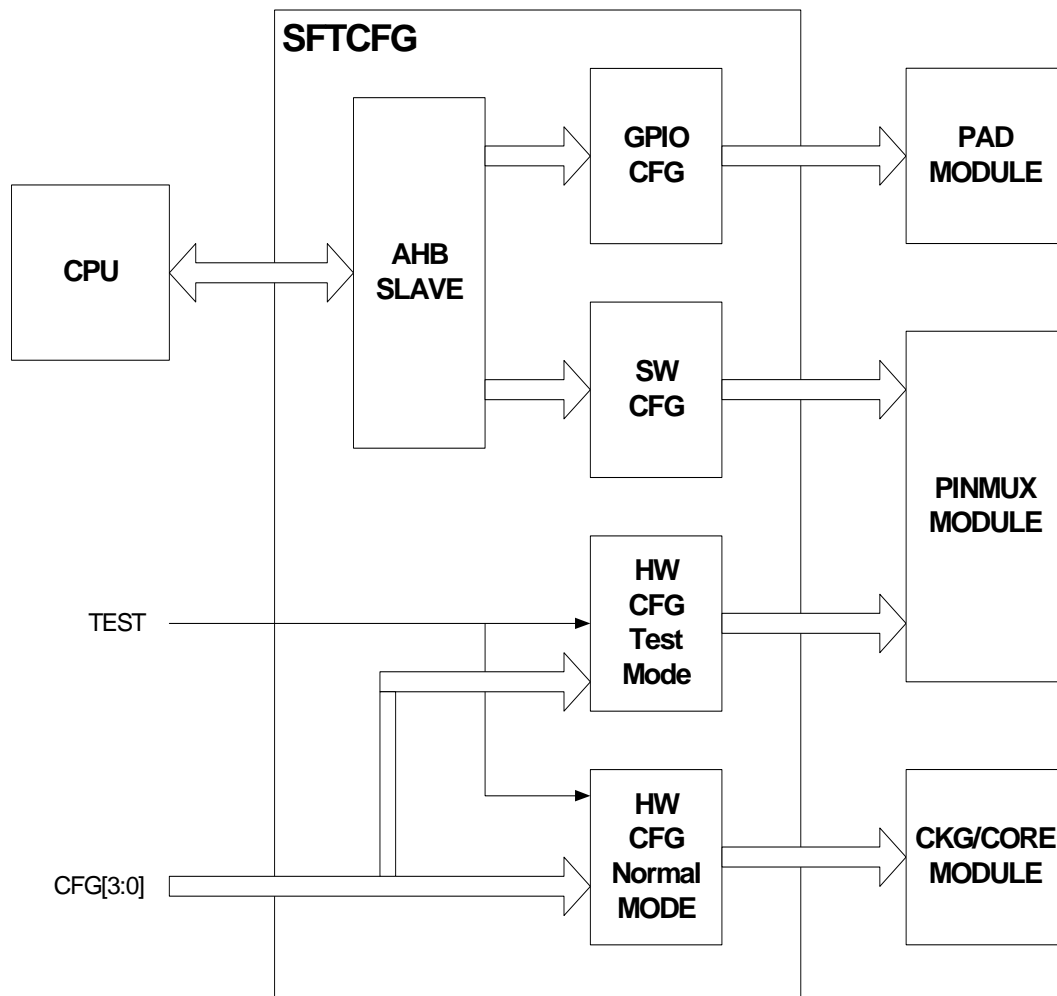 SFTCFG
GPIO
CFG
PAD
MODULE
CPU
AHB
SLAVE
SW
CFG
PINMUX
MODULE
TEST
HW
CFG
Test
Mode
CFG[3:0]
HW
CFG
Normal
MODE
CKG/CORE
MODULE